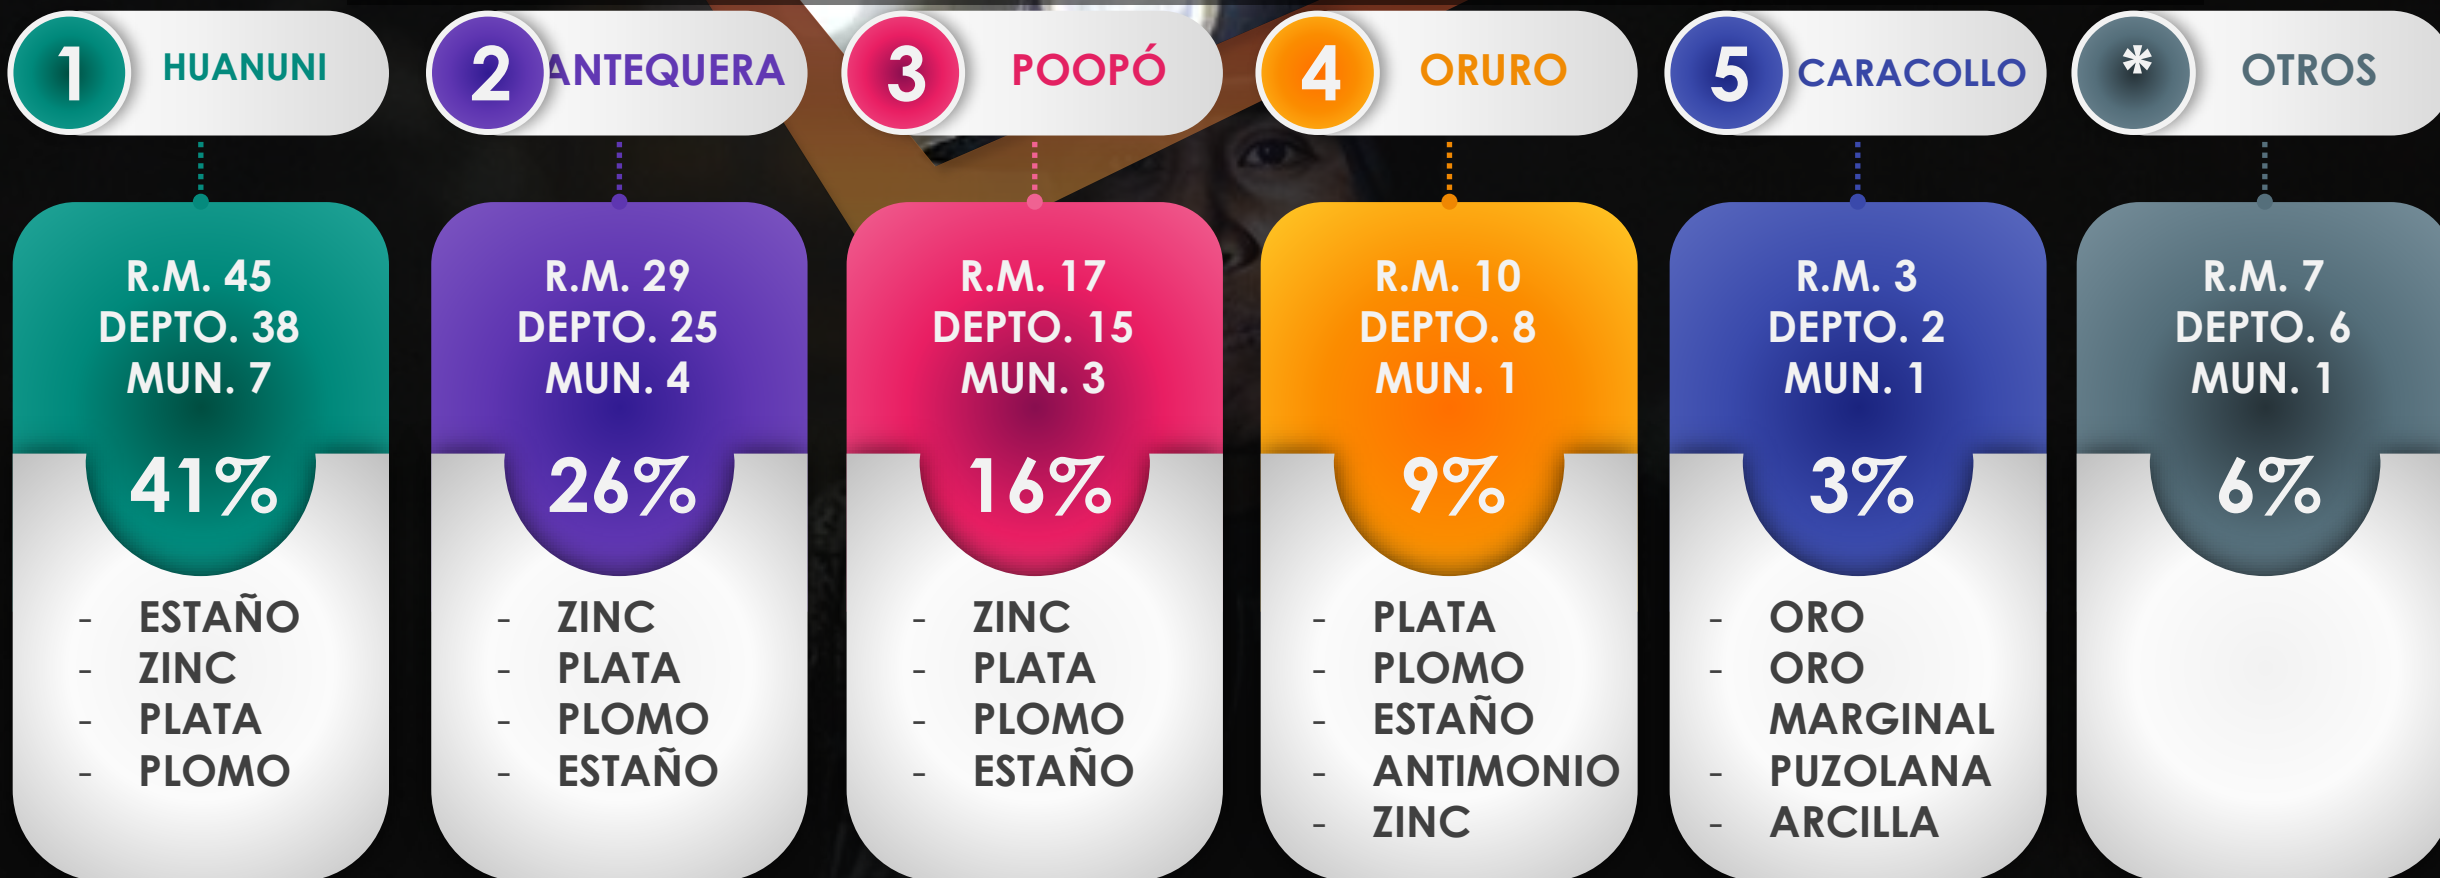 1 HUANUNI
R.M. 45
DEPTO. 38
MUN. 7
41%
- ESTAÑO
- ZINC
- PLATA
- PLOMO
2 ANTEQUERA
R.M. 29
DEPTO. 25
MUN. 4
26%
- ZINC
- PLATA
- PLOMO
- ESTAÑO
3 POOPÓ
R.M. 17
DEPTO. 15
MUN. 3
16%
- ZINC
- PLATA
- PLOMO
- ESTAÑO
4 ORURO
R.M. 10
DEPTO. 8
MUN. 1
9%
- PLATA
- PLOMO
- ESTAÑO
- ANTIMONIO
- ZINC
5 CARACOLLO
R.M. 3
DEPTO. 2
MUN. 1
3%
- ORO
- ORO
MARGINAL
- PUZOLANA
- ARCILLA
* OTROS
R.M. 7
DEPTO. 6
MUN. 1
6%